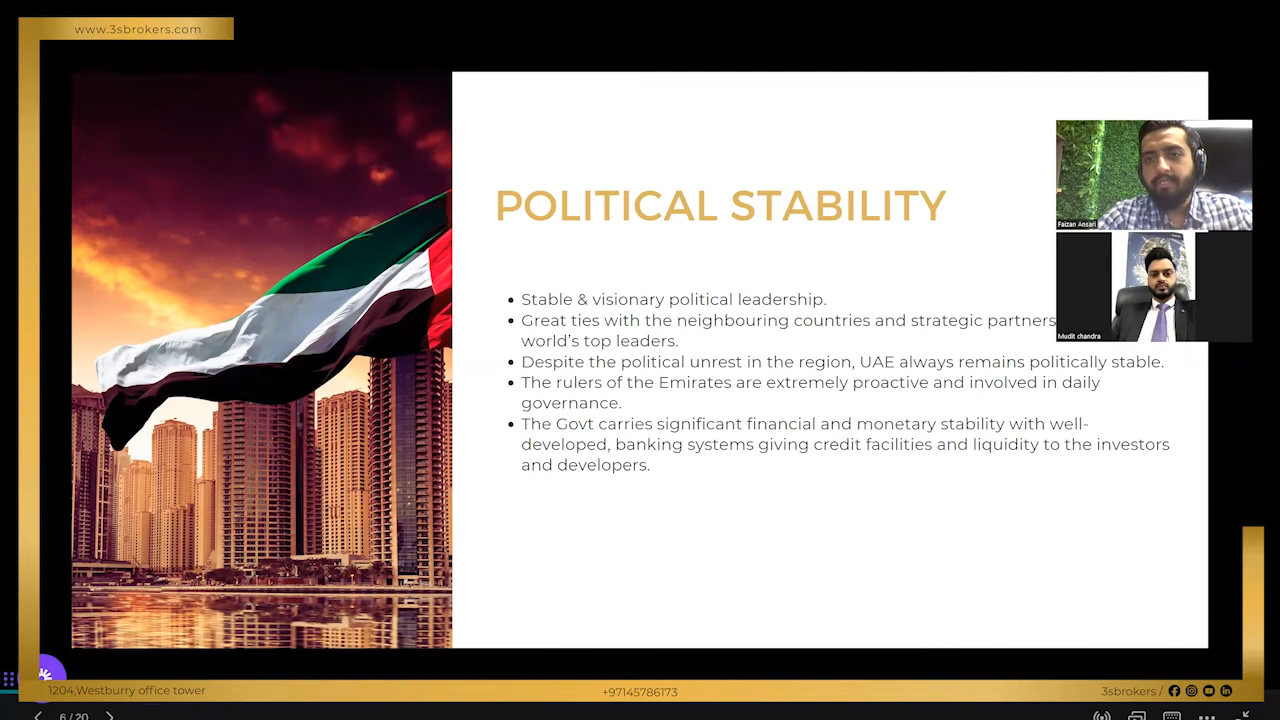 www.3sbrokers.com
POLITICAL STABILITY
Faizan Ansari
Mudit chandra
• Stable & visionary political leadership.
• Great ties with the neighbouring countries and strategic partners
world's top leaders.
• Despite the political unrest in the region, UAE always remains politically stable.
• The rulers of the Emirates are extremely proactive and involved in daily
governance.
• The Govt carries significant financial and monetary stability with well-
developed, banking systems giving credit facilities and liquidity to the investors
and developers.
1204,Westburry office tower
+97145786173
3sbrokers /
6 / 20